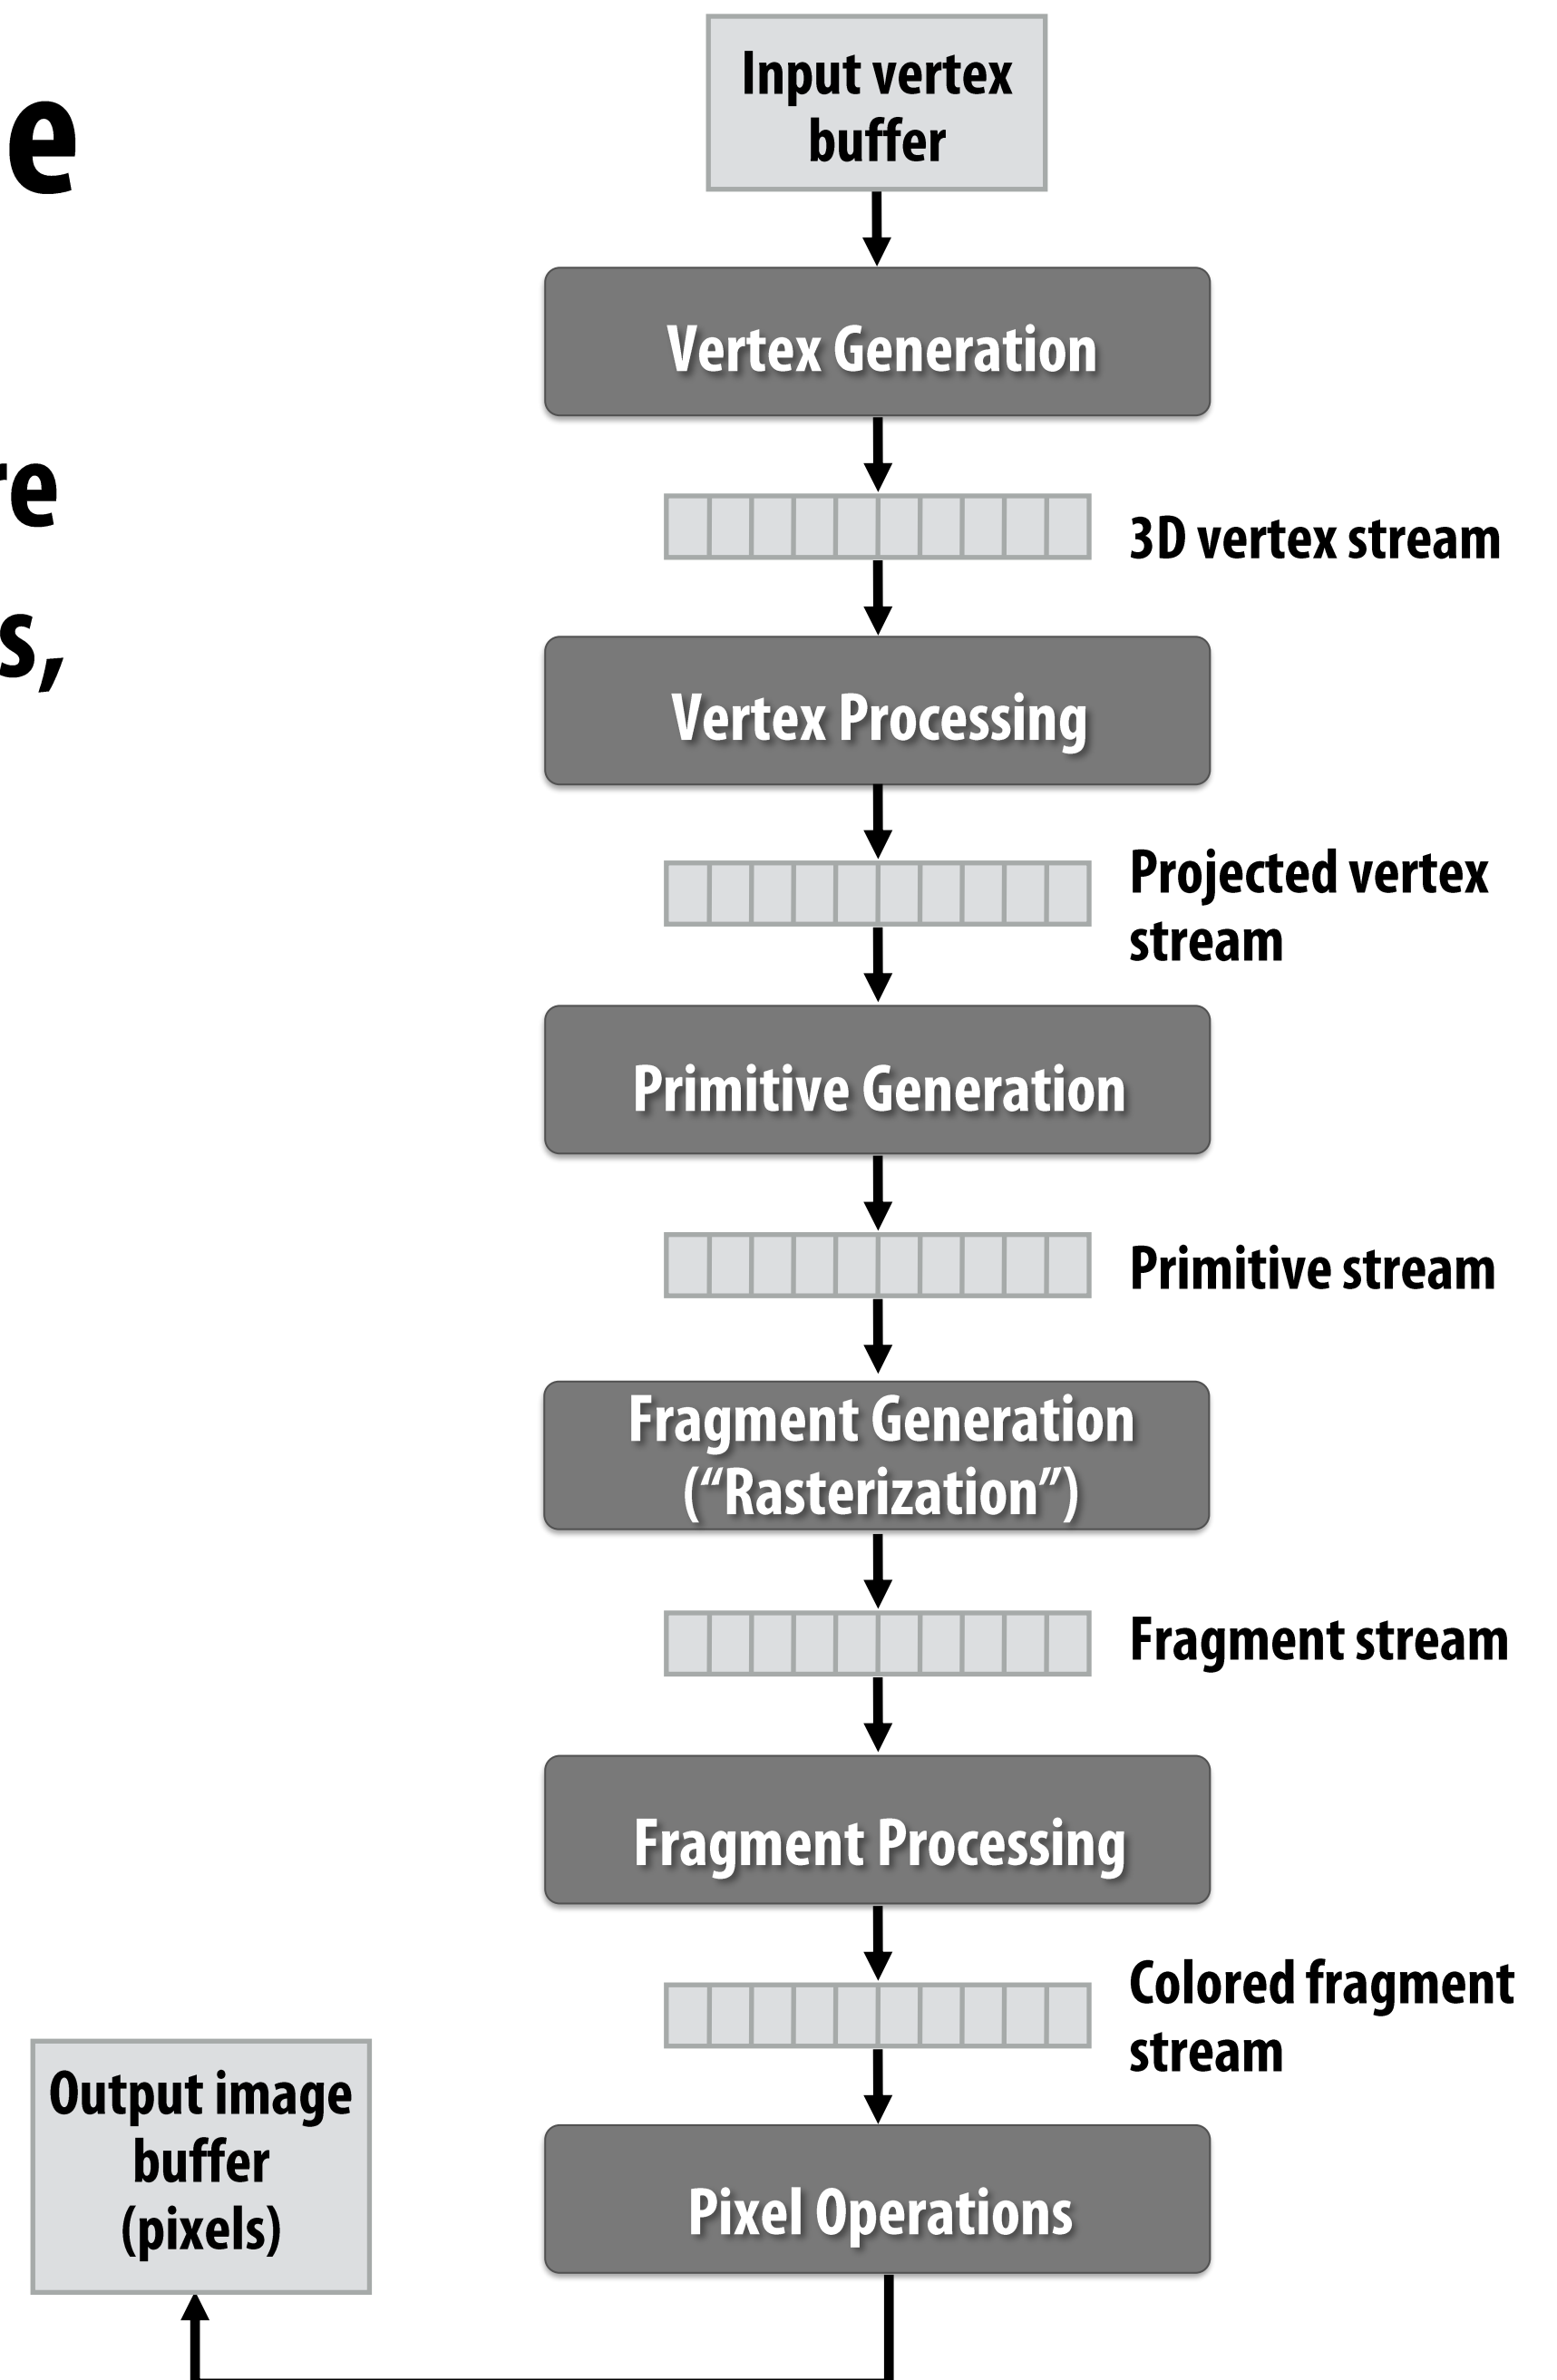 e
re
s,
Input vertex
buffer
Vertex Generation
3D vertex stream
Vertex Processing
Projected vertex
stream
Primitive Generation
Primitive stream
Fragment Generation
(“Rasterization”)
Fragment stream
Fragment Processing
Colored fragment
stream
Pixel Operations
Output image
buffer
(pixels)